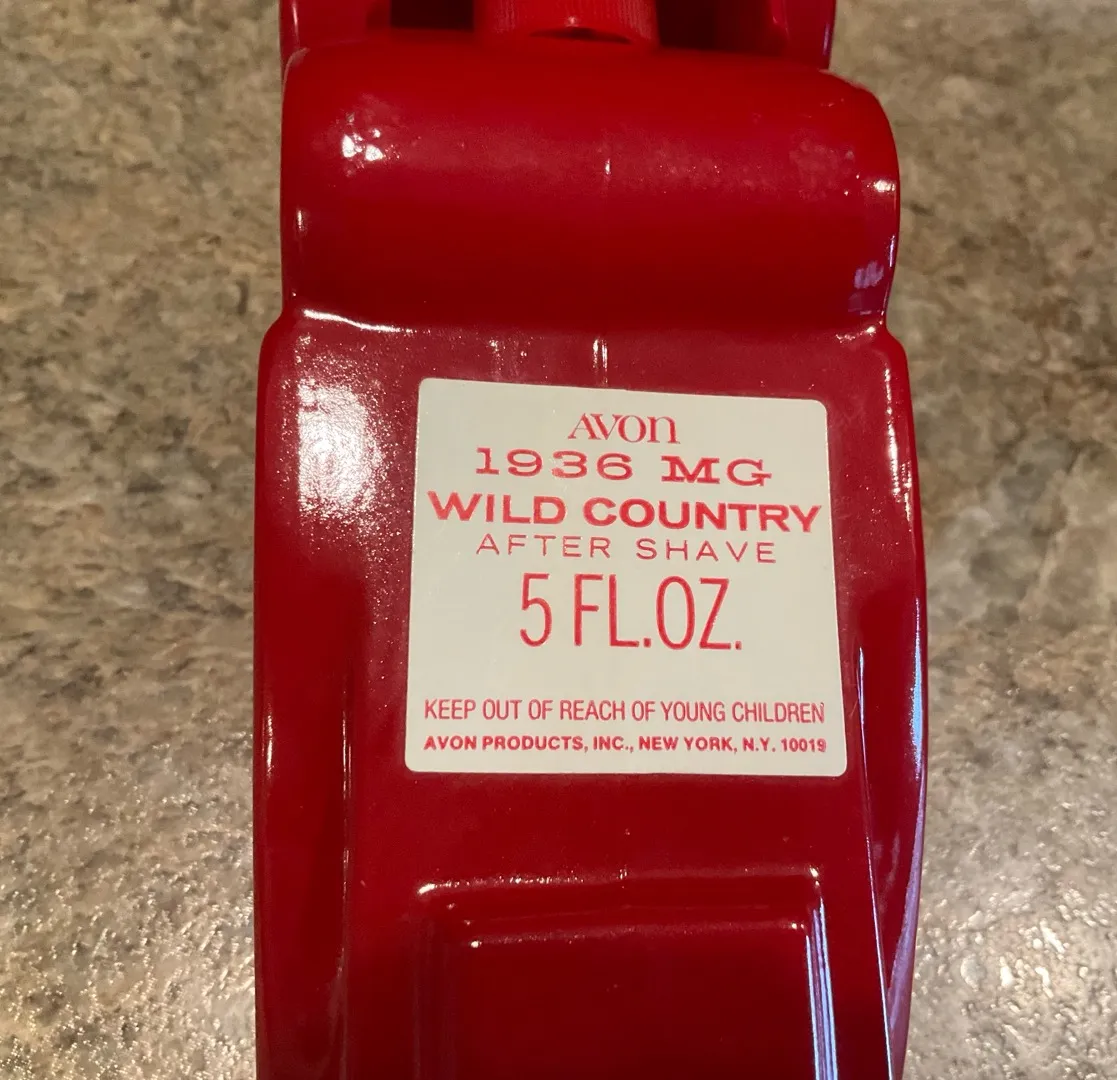 AVON
1936 MG
WILD COUNTRY
AFTER SHAVE
5 FL.OZ.
KEEP OUT OF REACH OF YOUNG CHILDREN
AVON PRODUCTS, INC., NEW YORK, N.Y. 10019